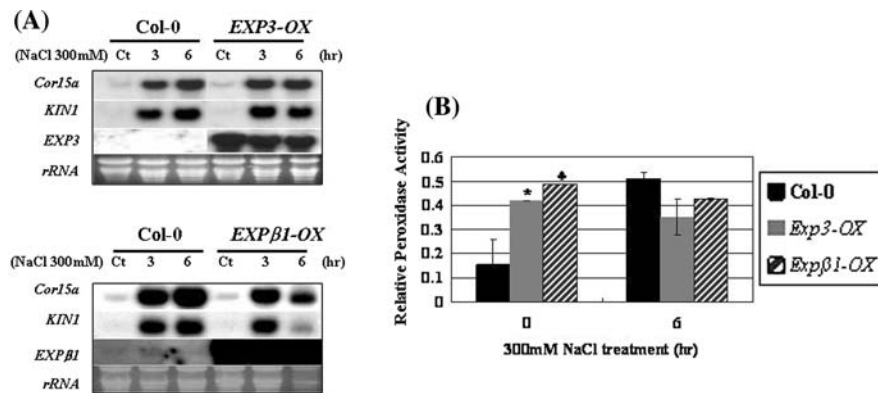 (A)
Col-0 EXP3-OX
(NaCl 300mM) Ct 3 6 Ct 3 6 (hr)
Cor15a
KIN1
EXP3
rRNA
Col-0 EXPβ1-OX
(NaCl 300mM) Ct 3 6 Ct 3 6 (hr)
Cor15a
KIN1
EXPβ1
rRNA
(B)
Relative Peroxidase Activity
0.6
0.5
0.4
0.3
0.2
0.1
0
*
0 6
300mM NaCl treatment (hr)
Col-0
Exp3-OX
Expβ1-OX